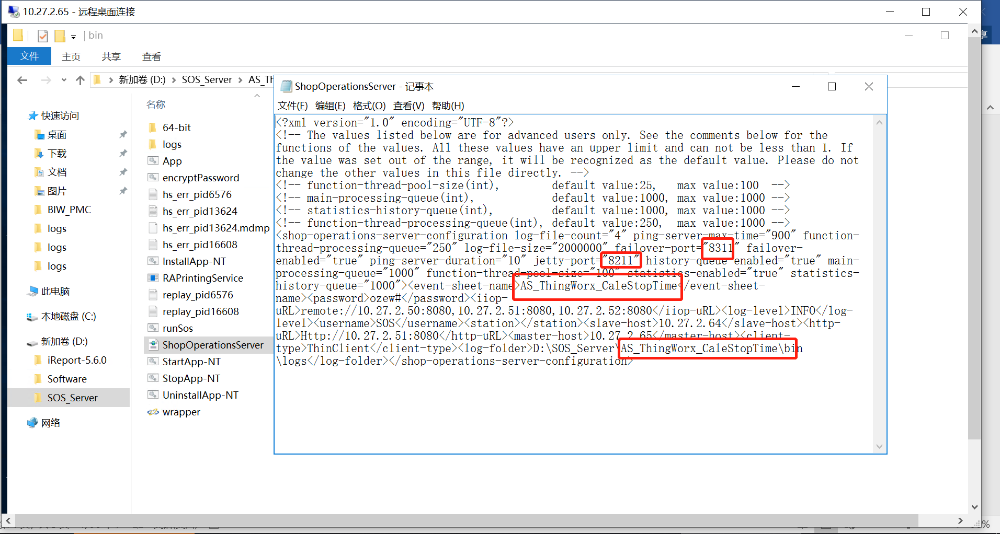 10.27.2.65 - 远程桌面连接
bin
文件 主页 共享 查看
新加卷 (D:) SOS_Server
ShopOperationsServer - 记事本
文件(F) 编辑(E) 格式(O) 查看(V) 帮助(H)
快速访问
桌面
下载
文档
图片
BIW_PMC
logs
logs
logs
此电脑
本地磁盘 (C:)
新加卷 (D:)
iReport-5.6.0
Software
SOS_Server
网络
名称
64-bit
logs
App
encryptPassword
hs_err_pid6576
hs_err_pid13624
hs_err_pid13624.mdmp
hs_err_pid16608
InstallApp-NT
RAPrintingService
replay_pid6576
replay_pid16608
runSos
ShopOperationsServer
StartApp-NT
StopApp-NT
UninstallApp-NT
wrapper
<?xml version="1.0" encoding="UTF-8"?>
<!-- The values listed below are for advanced users only. See the comments below for the
functions of the values. All these values have an upper limit and can not be less than 1. If
the value was set out of the range, it will be recognized as the default value. Please do not
change the other values in this file directly. -->
<!-- function-thread-pool-size(int), default value:25, max value:100 -->
<!-- main-processing-queue(int), default value:1000, max value:1000 -->
<!-- statistics-history-queue(int), default value:1000, max value:1000 -->
<!-- function-thread-processing-queue(int), default value:250, max value:1000 -->
<shop-operations-server-configuration log-file-count="4" ping-server-max-time="900" function-
thread-processing-queue="250" log-file-size="2000000" failover-port="8311" failover-
enabled="true" ping-server-duration="10" jetty-port="8211" history-queue-enabled="true" main-
processing-queue="1000" function-thread-pool-size="100" statistics-enabled="true" statistics-
history-queue="1000"><event-sheet-name>AS_ThingWorx_CaleStopTime</event-sheet-
name><password>ozew#</password><iiop-
uRL>remote://10.27.2.50:8080,10.27.2.51:8080,10.27.2.52:8080</iiop-uRL><log-level>INFO</log-
level><username>SOS</username><station></station><slave-host>10.27.2.64</slave-host><http-
uRL>Http://10.27.2.51:8080</http-uRL><master-host>10.27.2.65</master-host><client-
type>ThinClient</client-type><log-folder>D:\SOS_Server\AS_ThingWorx_CaleStopTime\bin
\logs</log-folder></shop-operations-server-configuration>